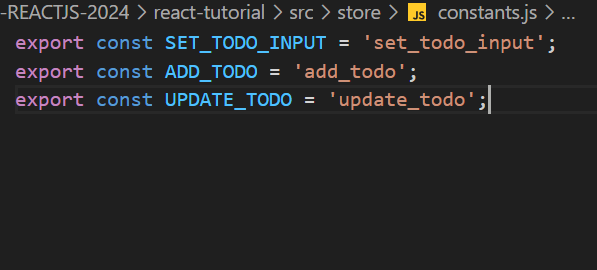 -REACTJS-2024 > react-tutorial > src > store > JS constants.js > ...
export const SET_TODO_INPUT = 'set_todo_input';
export const ADD_TODO = 'add_todo';
export const UPDATE_TODO = 'update_todo';